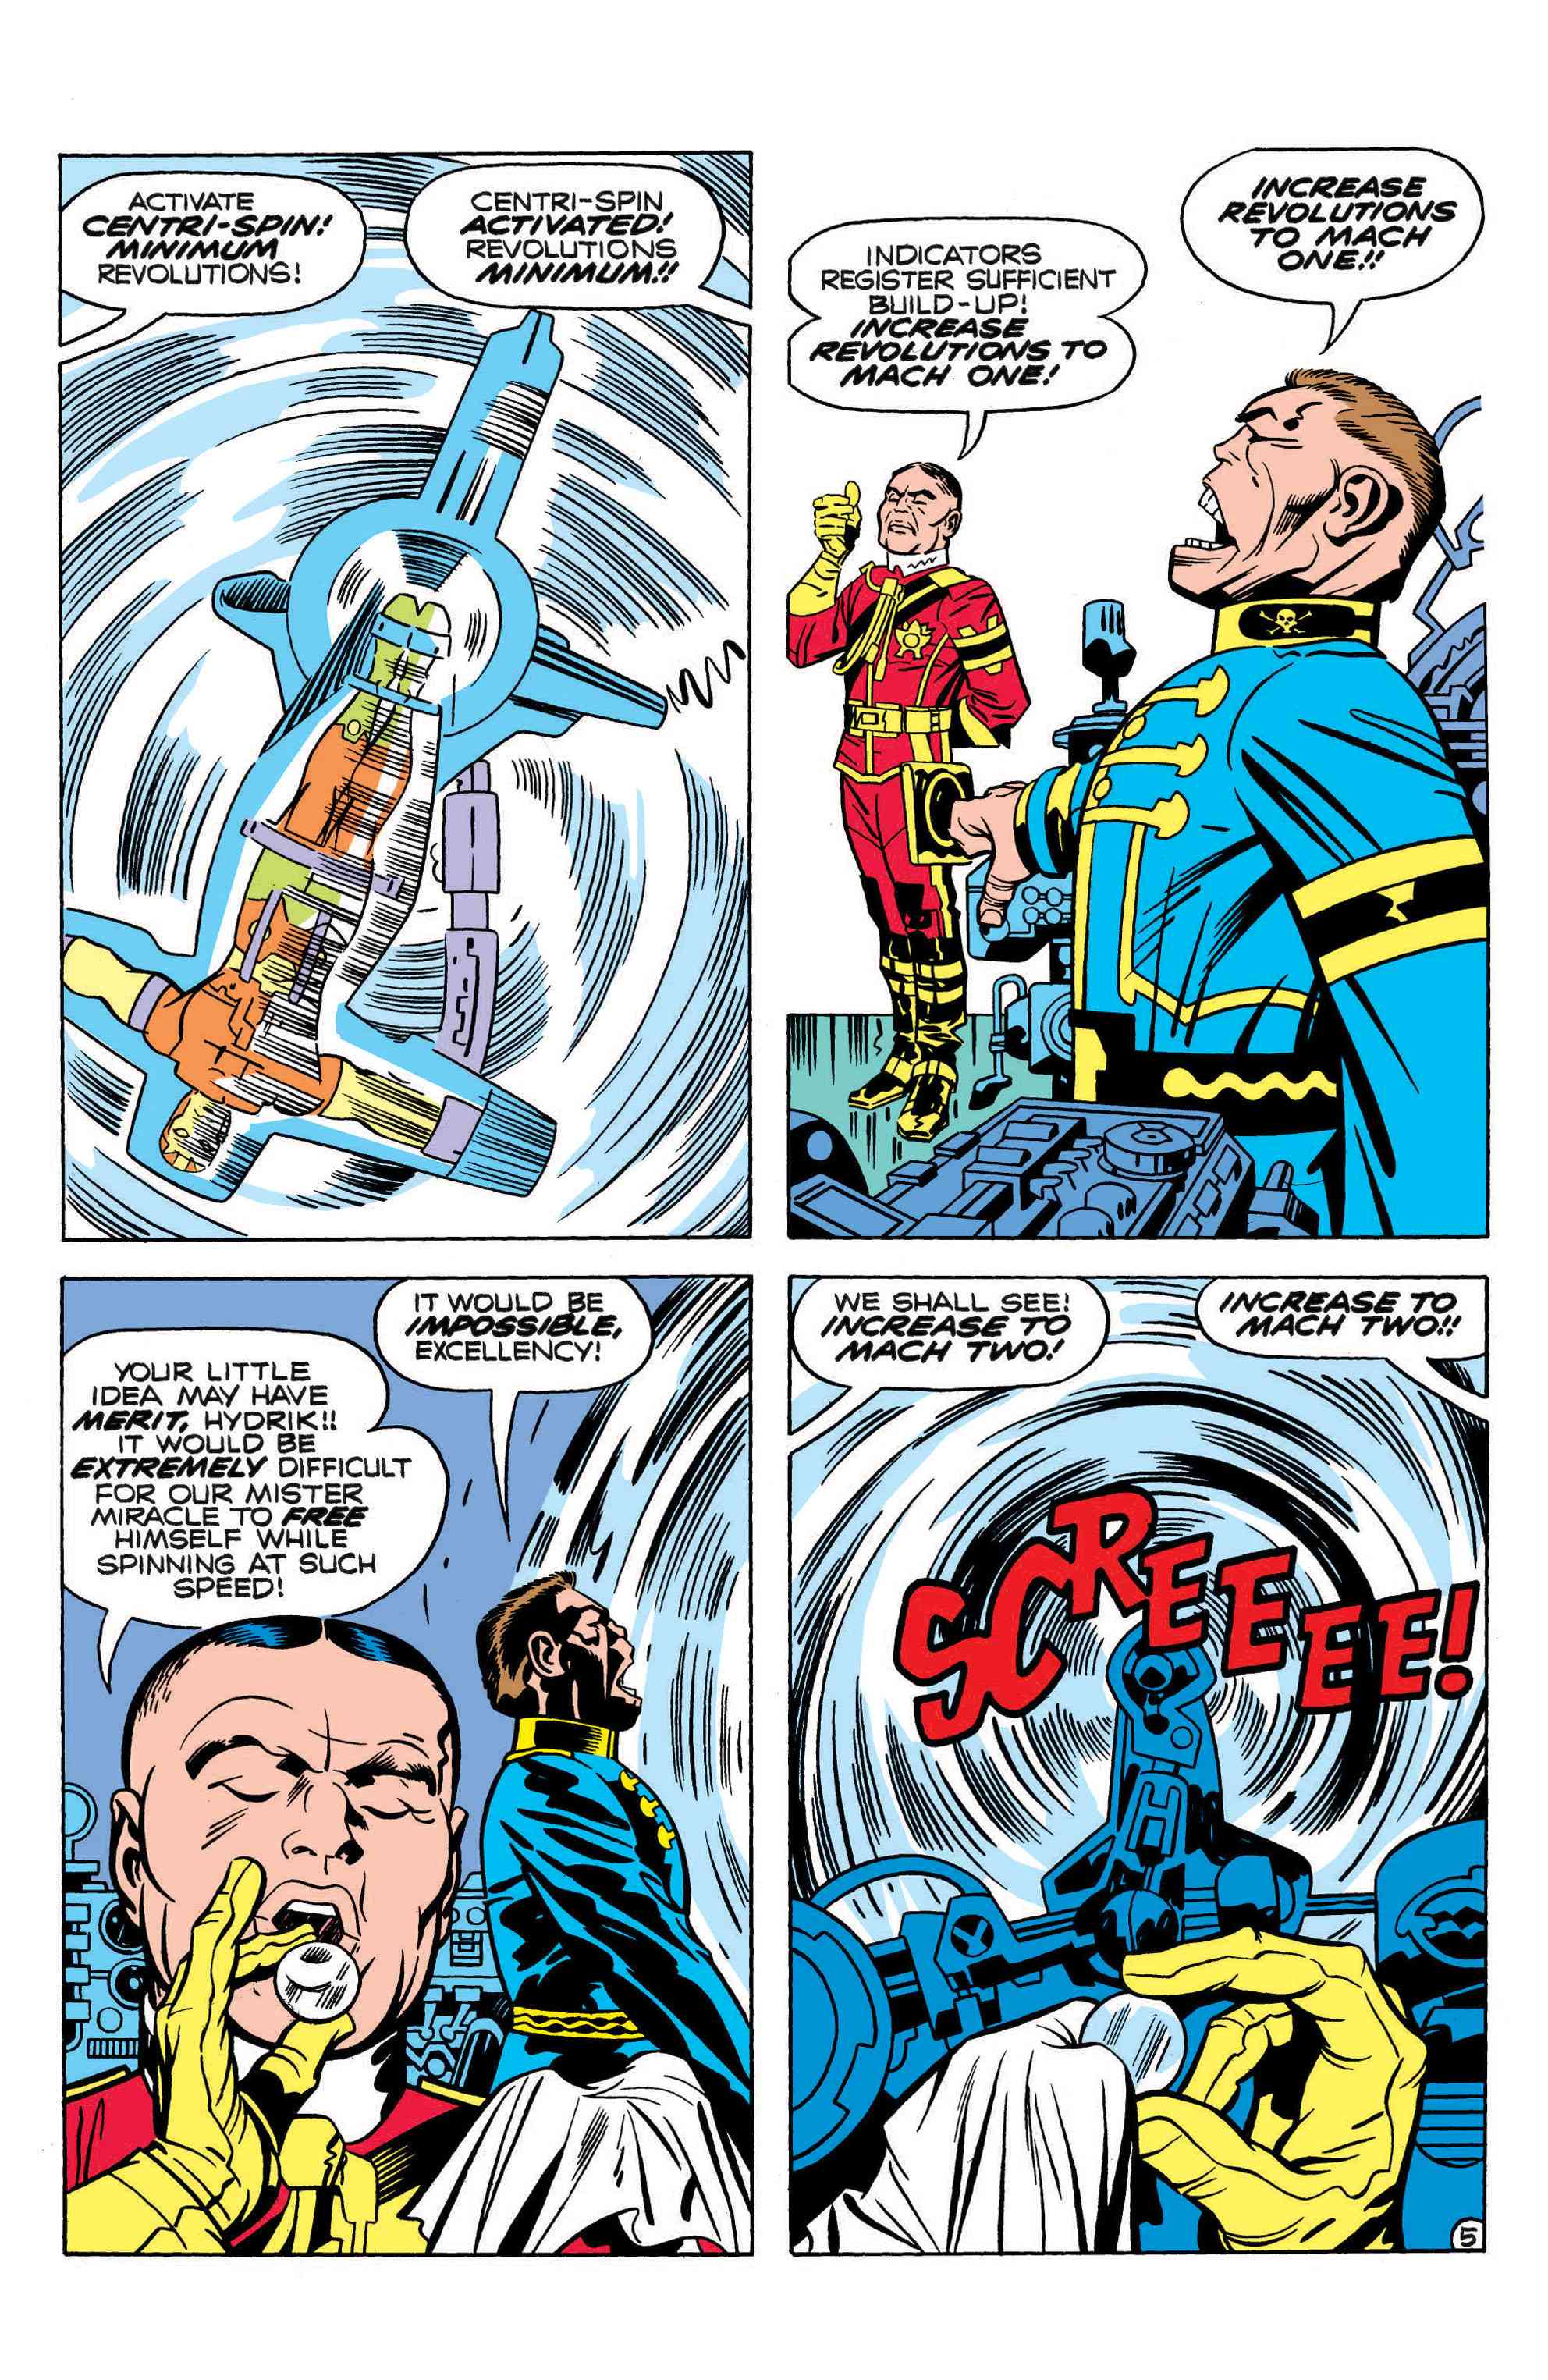 ACTIVATE
CENTRI-SPIN!
MINIMUM
REVOLUTIONS!
CENTRI-SPIN
ACTIVATED!
REVOLUTIONS
MINIMUM!!
INDICATORS
REGISTER SUFFICIENT
BUILD-UP!
INCREASE
REVOLUTIONS TO
MACH ONE!
INCREASE
REVOLUTIONS
TO MACH
ONE!!
YOUR LITTLE
IDEA MAY HAVE
MERIT, HYDRIK!!
IT WOULD BE
EXTREMELY DIFFICULT
FOR OUR MISTER
MIRACLE TO FREE
HIMSELF WHILE
SPINNING AT SUCH
SPEED!
IT WOULD BE
IMPOSSIBLE,
EXCELLENCY!
WE SHALL SEE!
INCREASE TO
MACH TWO!
INCREASE TO
MACH TWO!!
SCREEEEE!
5